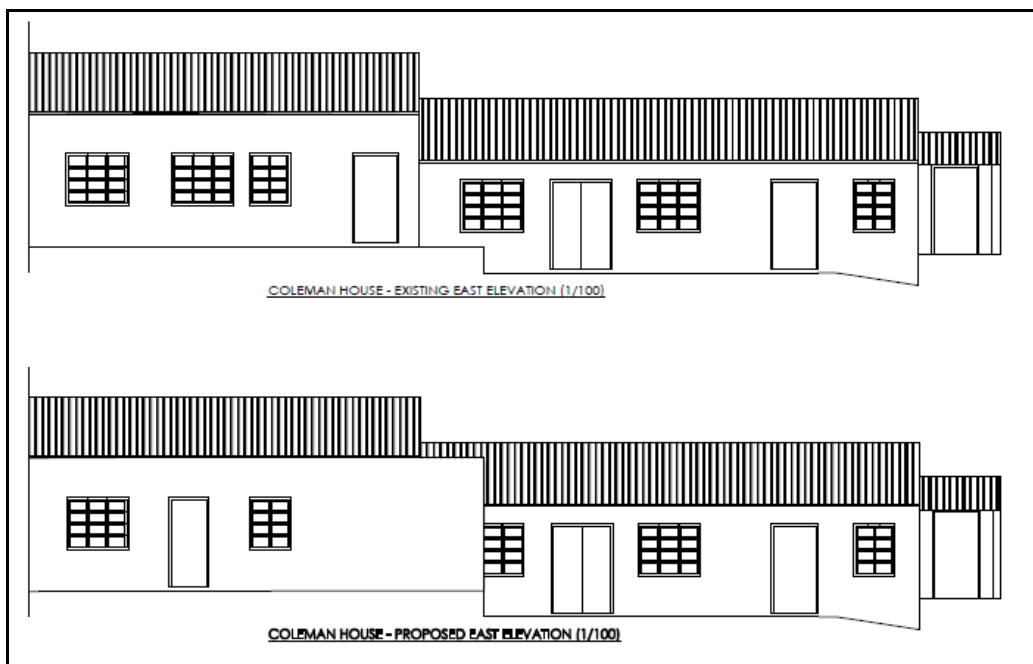 COLEMAN HOUSE - EXISTING EAST ELEVATION (1/100)
COLEMAN HOUSE - PROPOSED EAST ELEVATION (1/100)